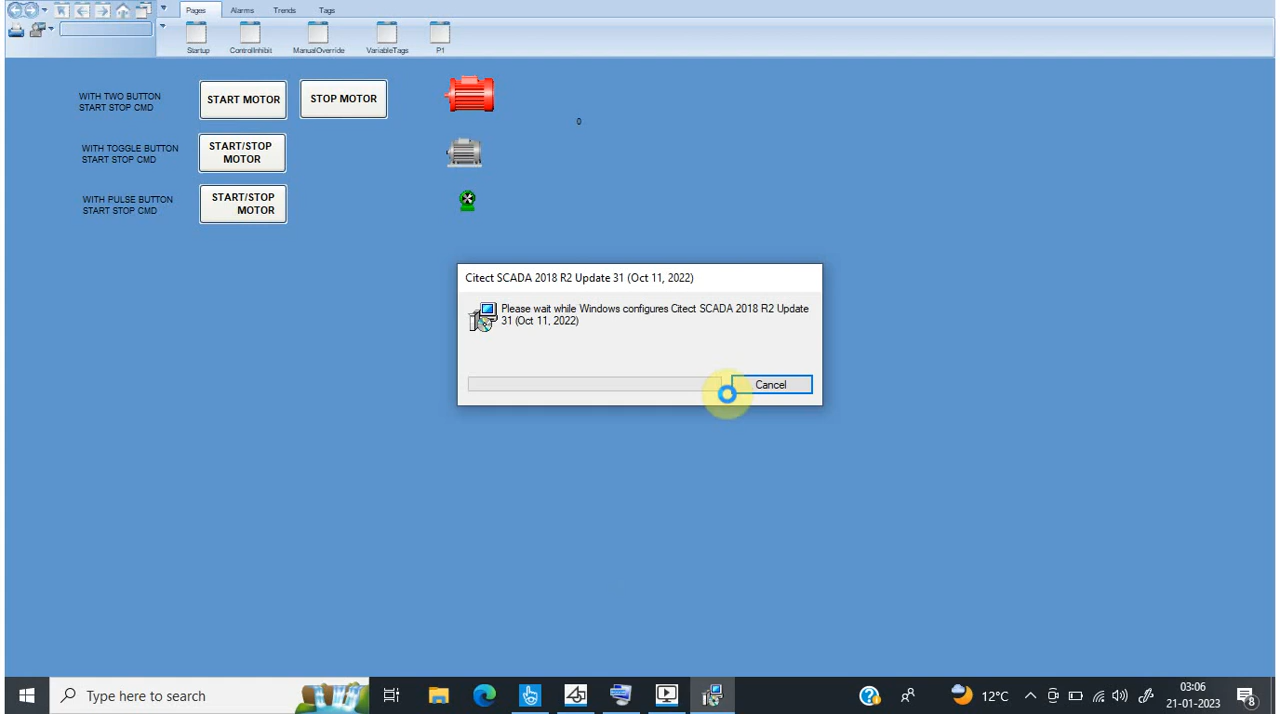 Pages Alarms Trends Tags
Startup ControlInhibit ManualOverride VariableTags P1
WITH TWO BUTTON
START STOP CMD
START MOTOR
STOP MOTOR
0
WITH TOGGLE BUTTON
START STOP CMD
START/STOP
MOTOR
WITH PULSE BUTTON
START STOP CMD
START/STOP
MOTOR
Citect SCADA 2018 R2 Update 31 (Oct 11, 2022)
Please wait while Windows configures Citect SCADA 2018 R2 Update
31 (Oct 11, 2022)
Cancel
Type here to search
12°C
03:06
21-01-2023
8